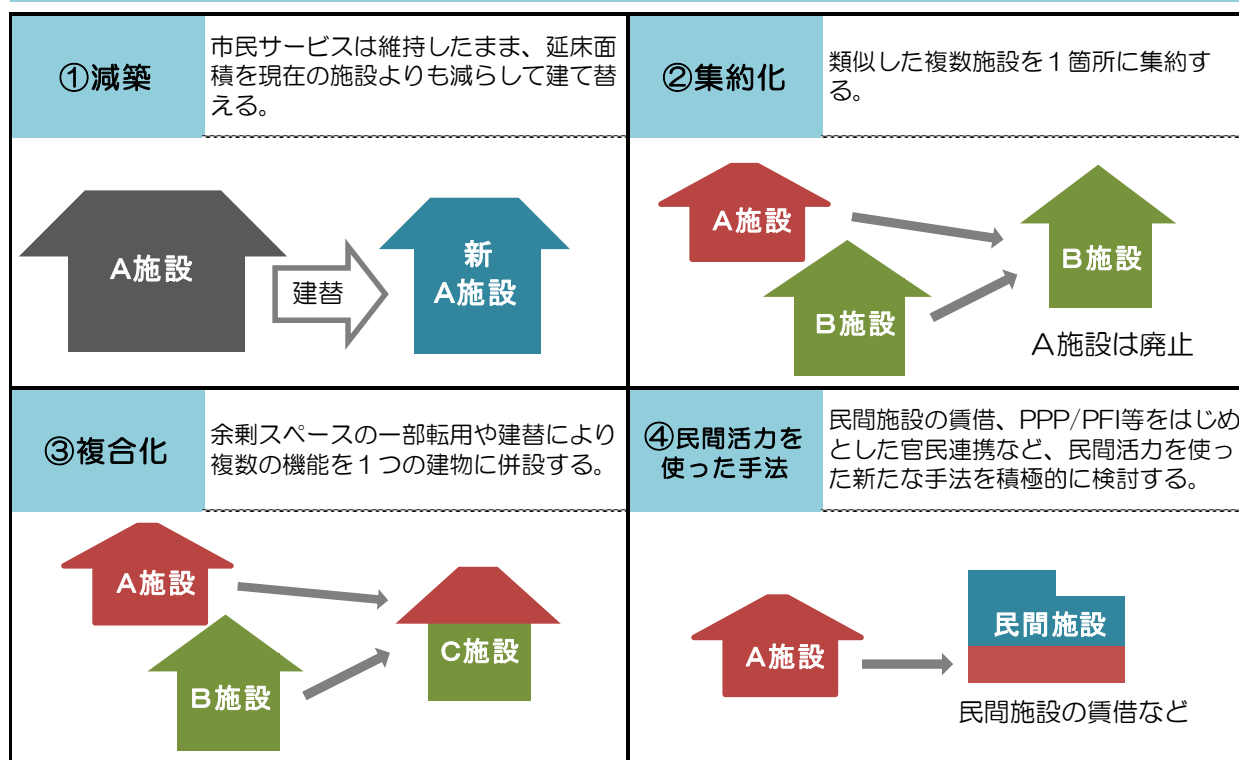 ①減築
市民サービスは維持したまま、延床面
積を現在の施設よりも減らして建て替
える。
A施設
建替
新
A施設
②集約化
類似した複数施設を１箇所に集約す
る。
A施設
B施設
B施設
A施設は廃止
③複合化
余剰スペースの一部転用や建替により
複数の機能を１つの建物に併設する。
A施設
B施設
C施設
④民間活力を
使った手法
民間施設の賃借、PPP/PFI等をはじめ
とした官民連携など、民間活力を使っ
た新たな手法を積極的に検討する。
A施設
民間施設
民間施設の賃借など